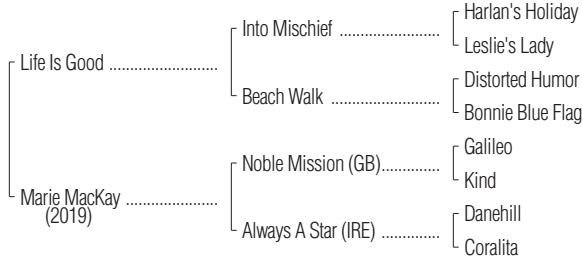 Harlan's Holiday
Into Mischief ........................
Leslie's Lady
Life Is Good ..........................
Distorted Humor
Beach Walk ..........................
Bonnie Blue Flag
Galileo
Noble Mission (GB)..............
Kind
Marie MacKay ......................
(2019)
Danehill
Always A Star (IRE) ..............
Coralita